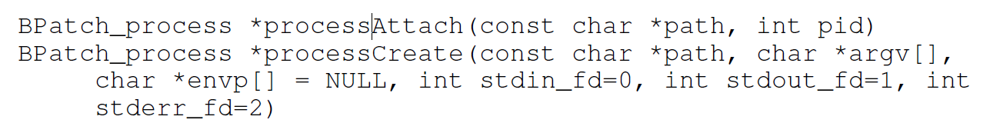 BPatch_process *processAttach(const char *path, int pid)
BPatch_process *processCreate(const char *path, char *argv[],
char *envp[] = NULL, int stdin_fd=0, int stdout_fd=1, int
stderr_fd=2)